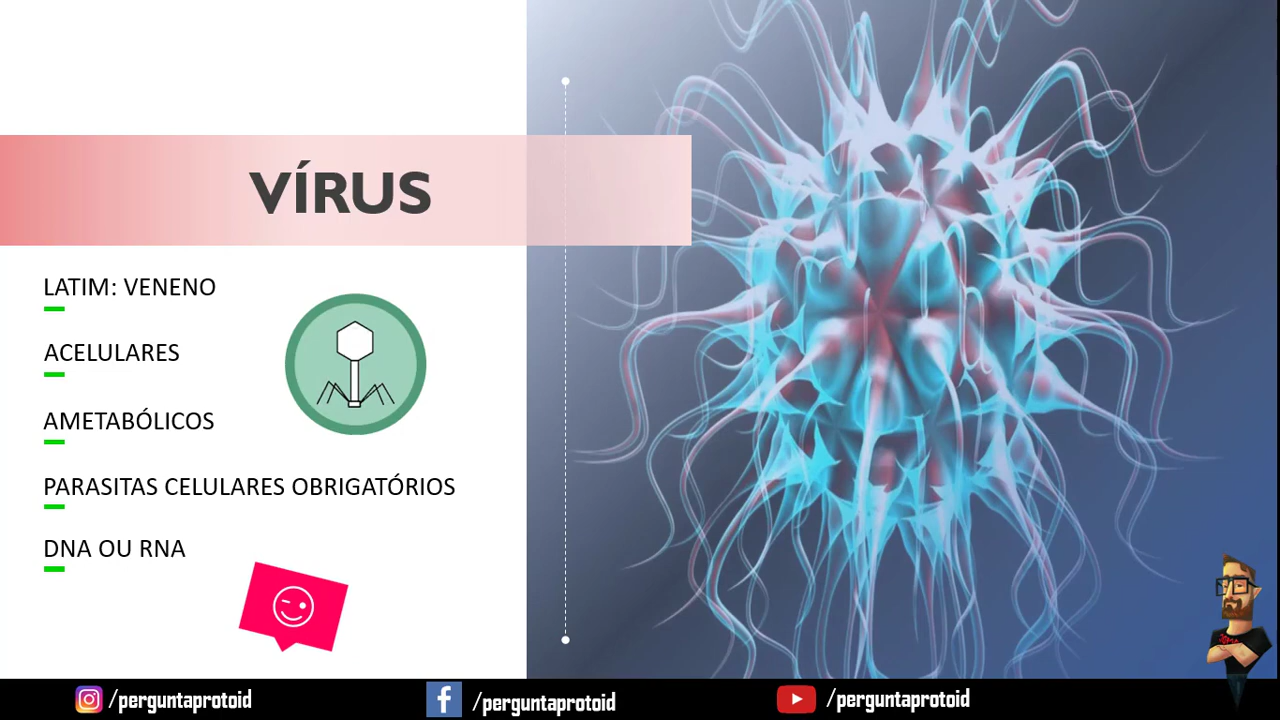 VÍRUS
LATIM: VENENO
ACELULARES
AMETABÓLICOS
PARASITAS CELULARES OBRIGATÓRIOS
DNA OU RNA
/perguntaprotoid
/perguntaprotoid
/perguntaprotoid